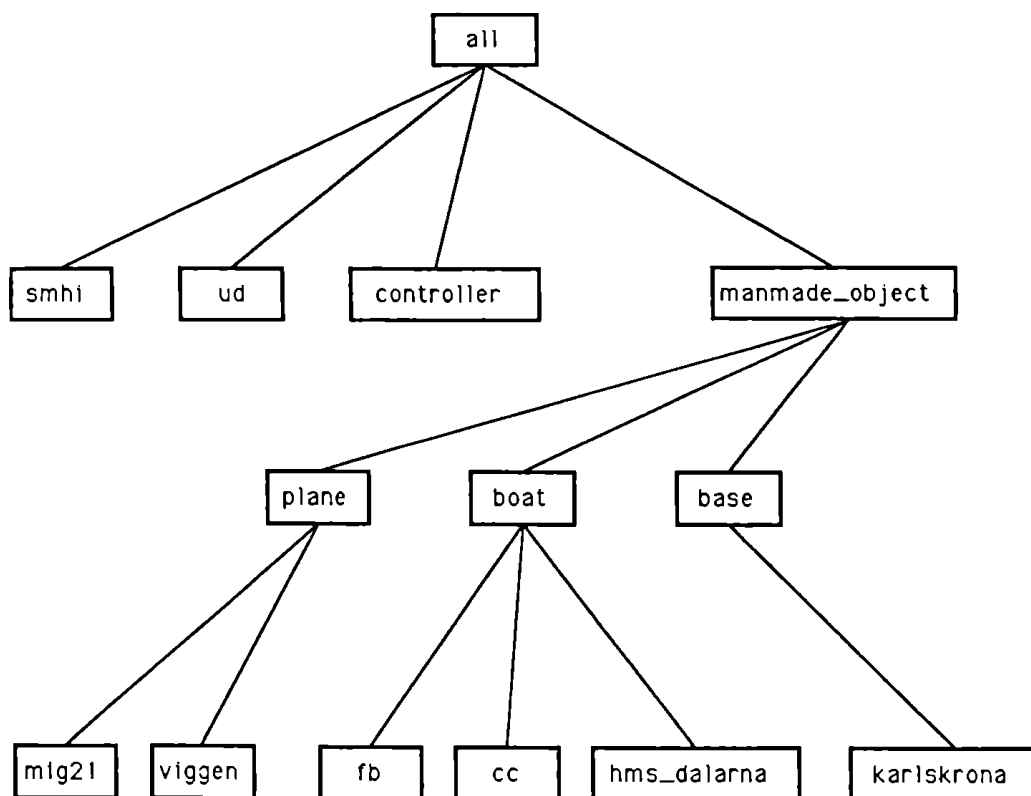 all
smhi
ud
controller
manmade_object
plane
boat
base
mig21
viggen
fb
cc
hms_dalarna
karlskrona